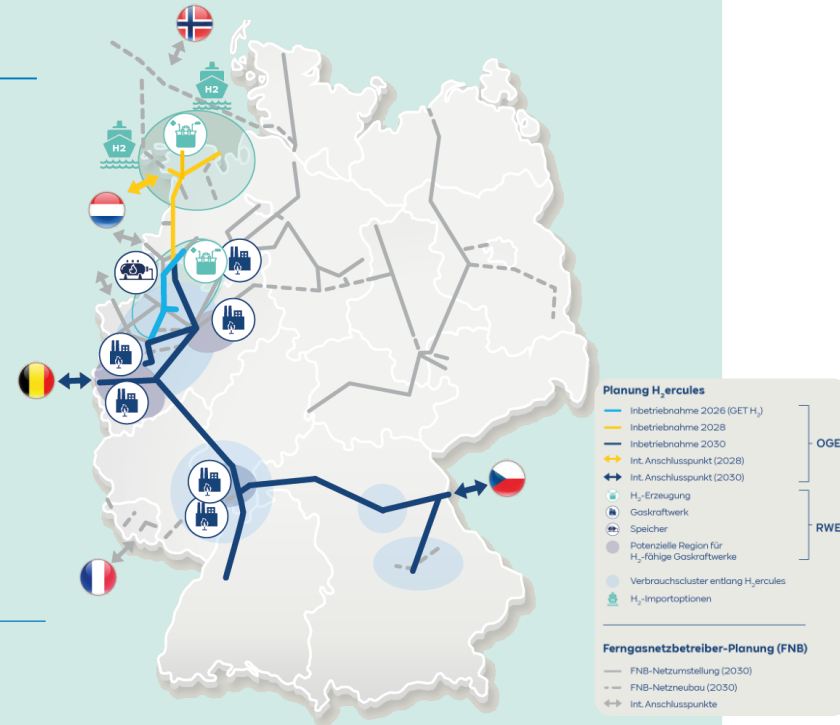 H2
H2
Planung H₂ercules
Inbetriebnahme 2026 (GET H₂)
Inbetriebnahme 2028
Inbetriebnahme 2030
OGE
Int. Anschlusspunkt (2028)
Int. Anschlusspunkt (2030)
H₂-Erzeugung
Gaskraftwerk
RWE
Speicher
Potenzielle Region für
H₂-fähige Gaskraftwerke
Verbrauchscluster entlang H₂ercules
H₂-Importoptionen
Ferngasnetzbetreiber-Planung (FNB)
FNB-Netzumstellung (2030)
FNB-Netzneubau (2030)
Int. Anschlusspunkte